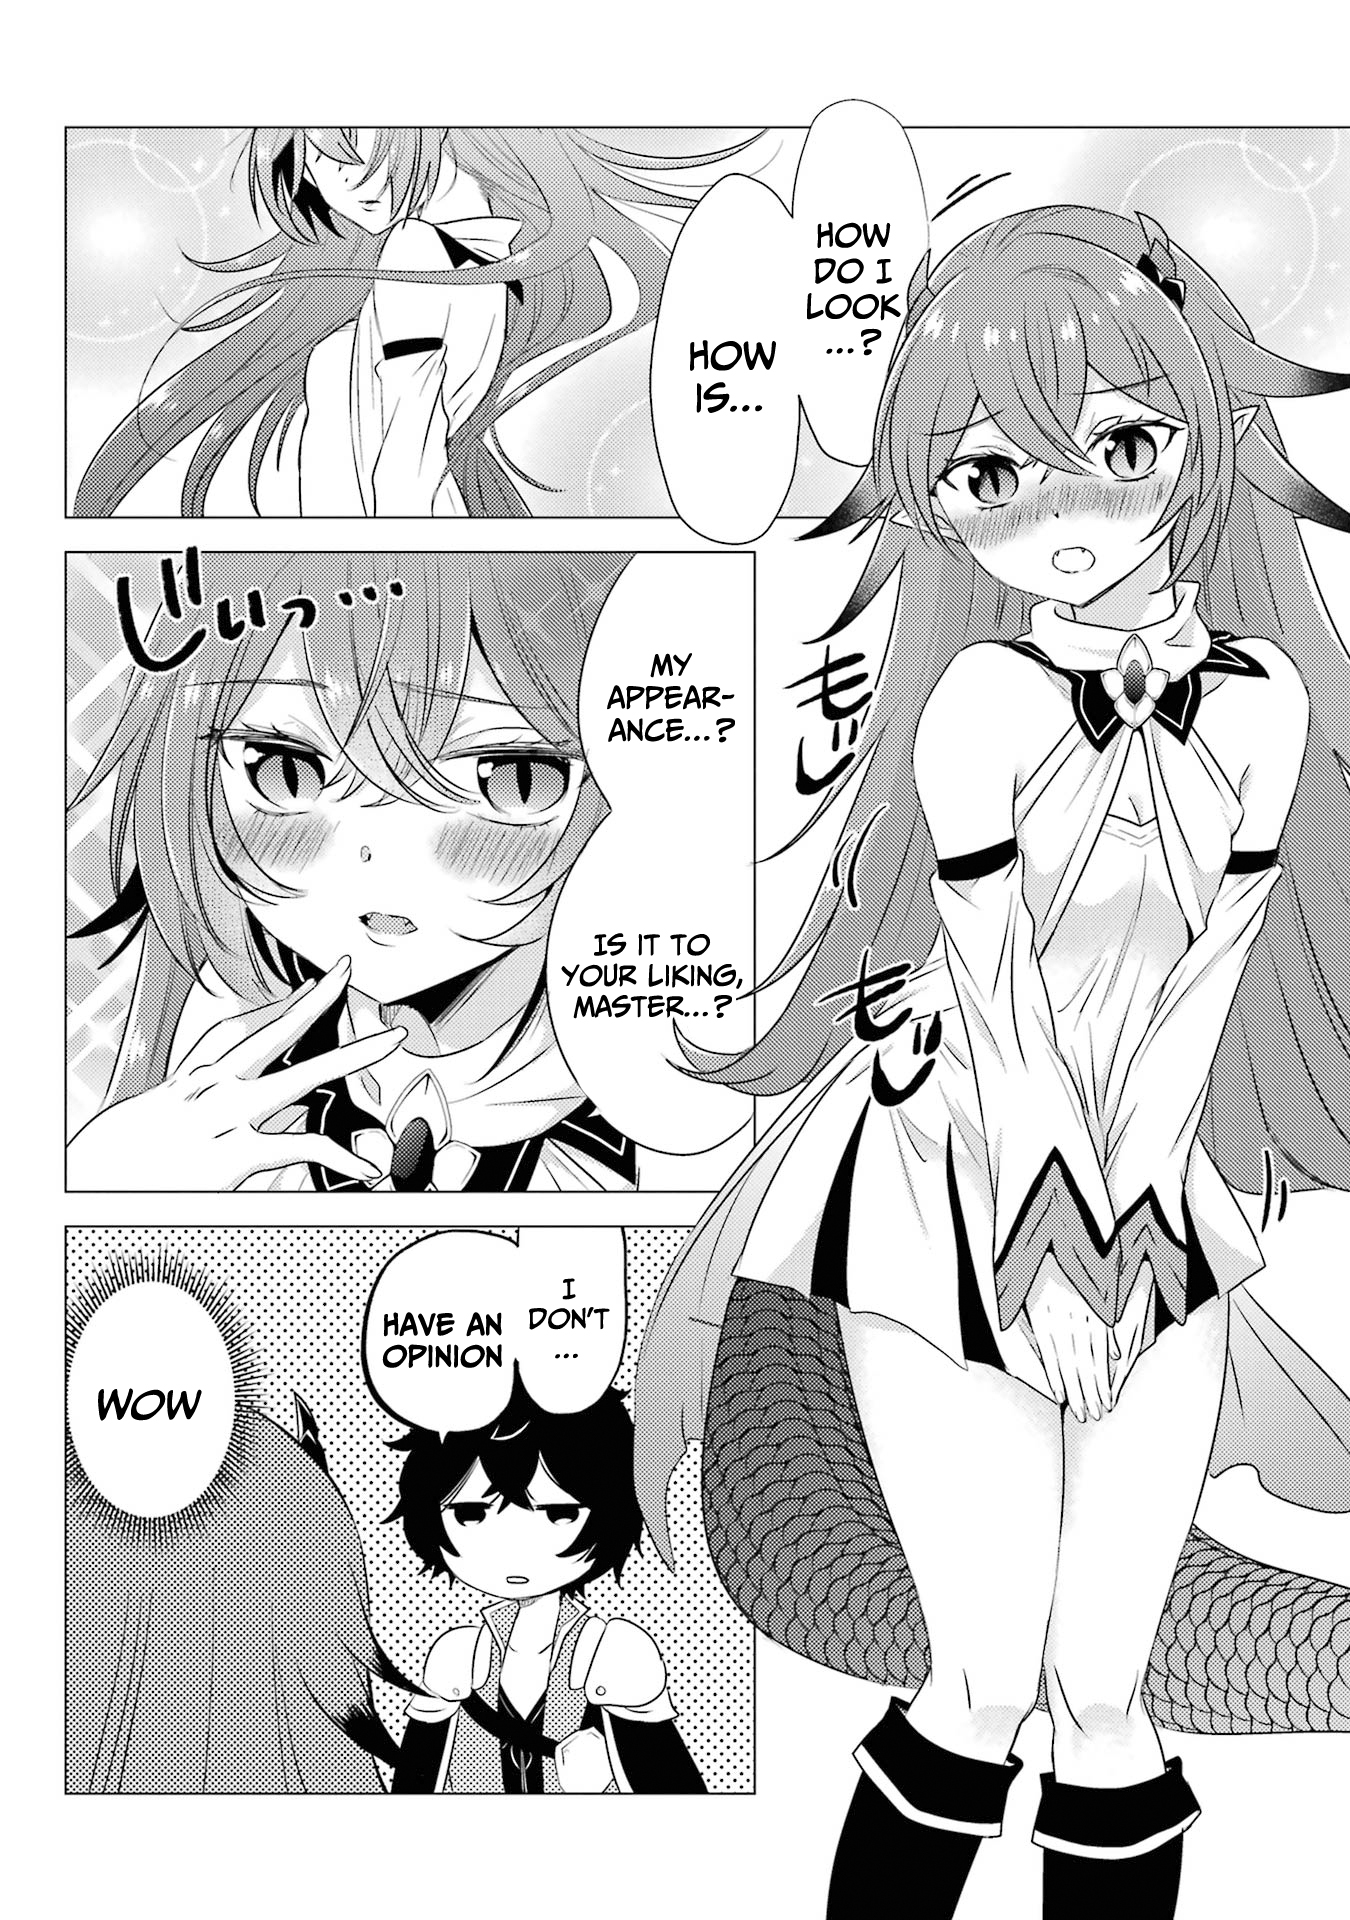 HOW
DO I
LOOK
...?
HOW
IS...
もじ
もじ
じぃっ...
MY
APPEAR-
ANCE...?
IS IT TO
YOUR LIKING,
MASTER...?
I
DON'T
...
HAVE AN
OPINION
WOW